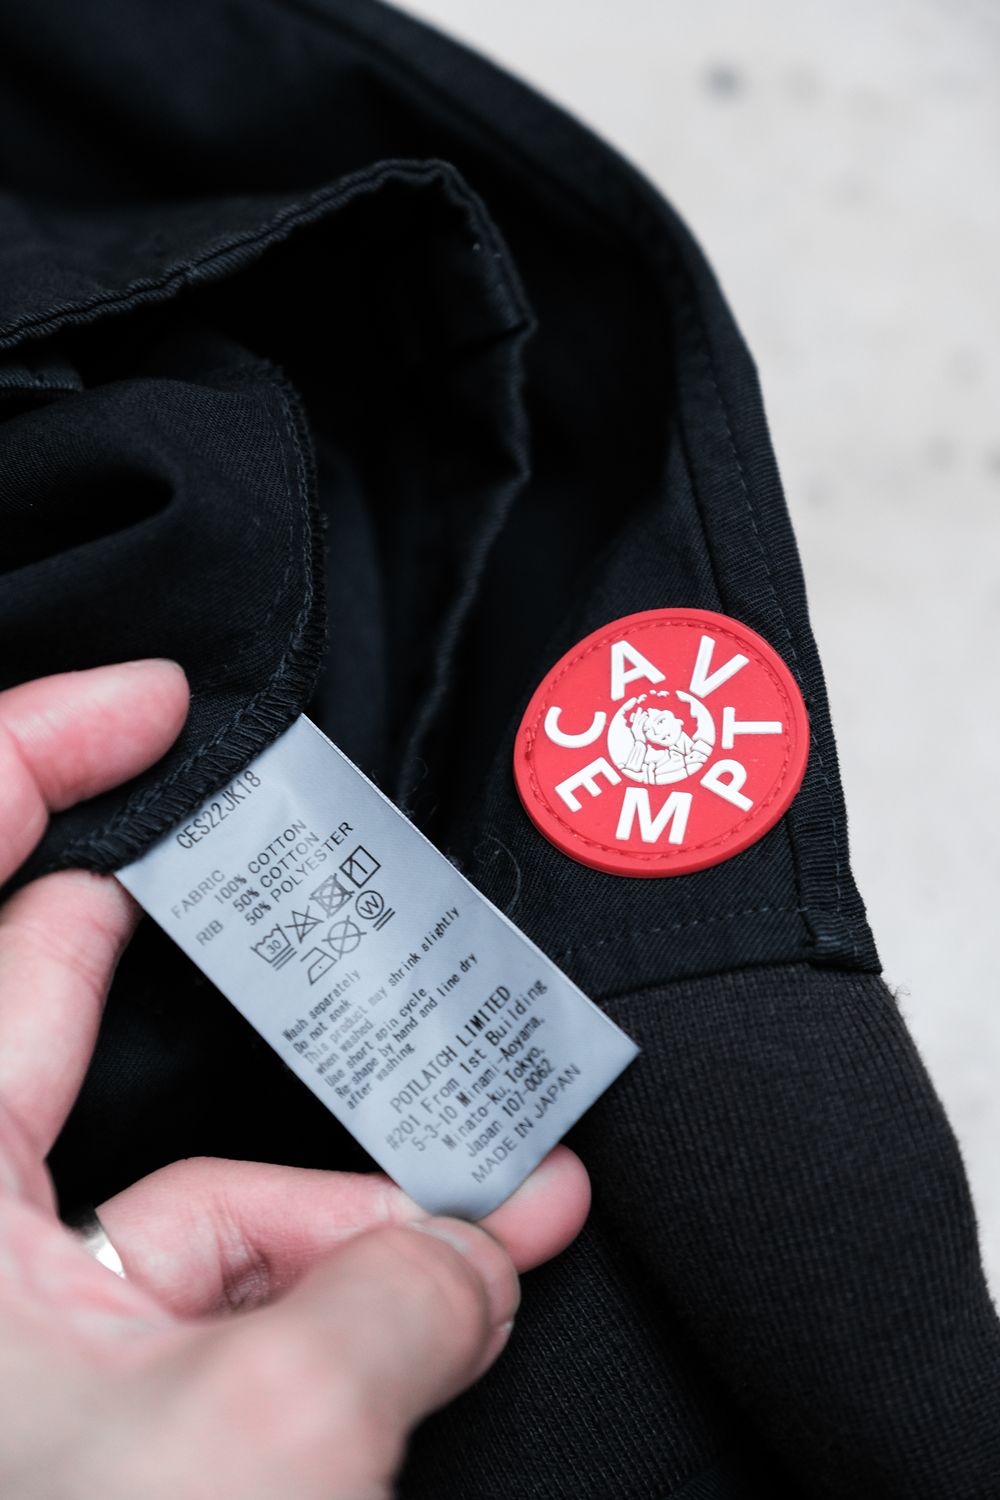 CAV EMPT
CES22JK18
FABRIC
100% COTTON
RIB 50% COTTON
50% POLYESTER
30
W
Wash separately
Do not soak
This product may shrink slightly
when washed
Use short spin cycle
Re-shape by hand and line dry
after washing
POTLATCH LIMITED
#201 From 1st Building
5-3-10 Minami-Aoyama,
Minato-ku, Tokyo,
Japan 107-0062
MADE IN JAPAN